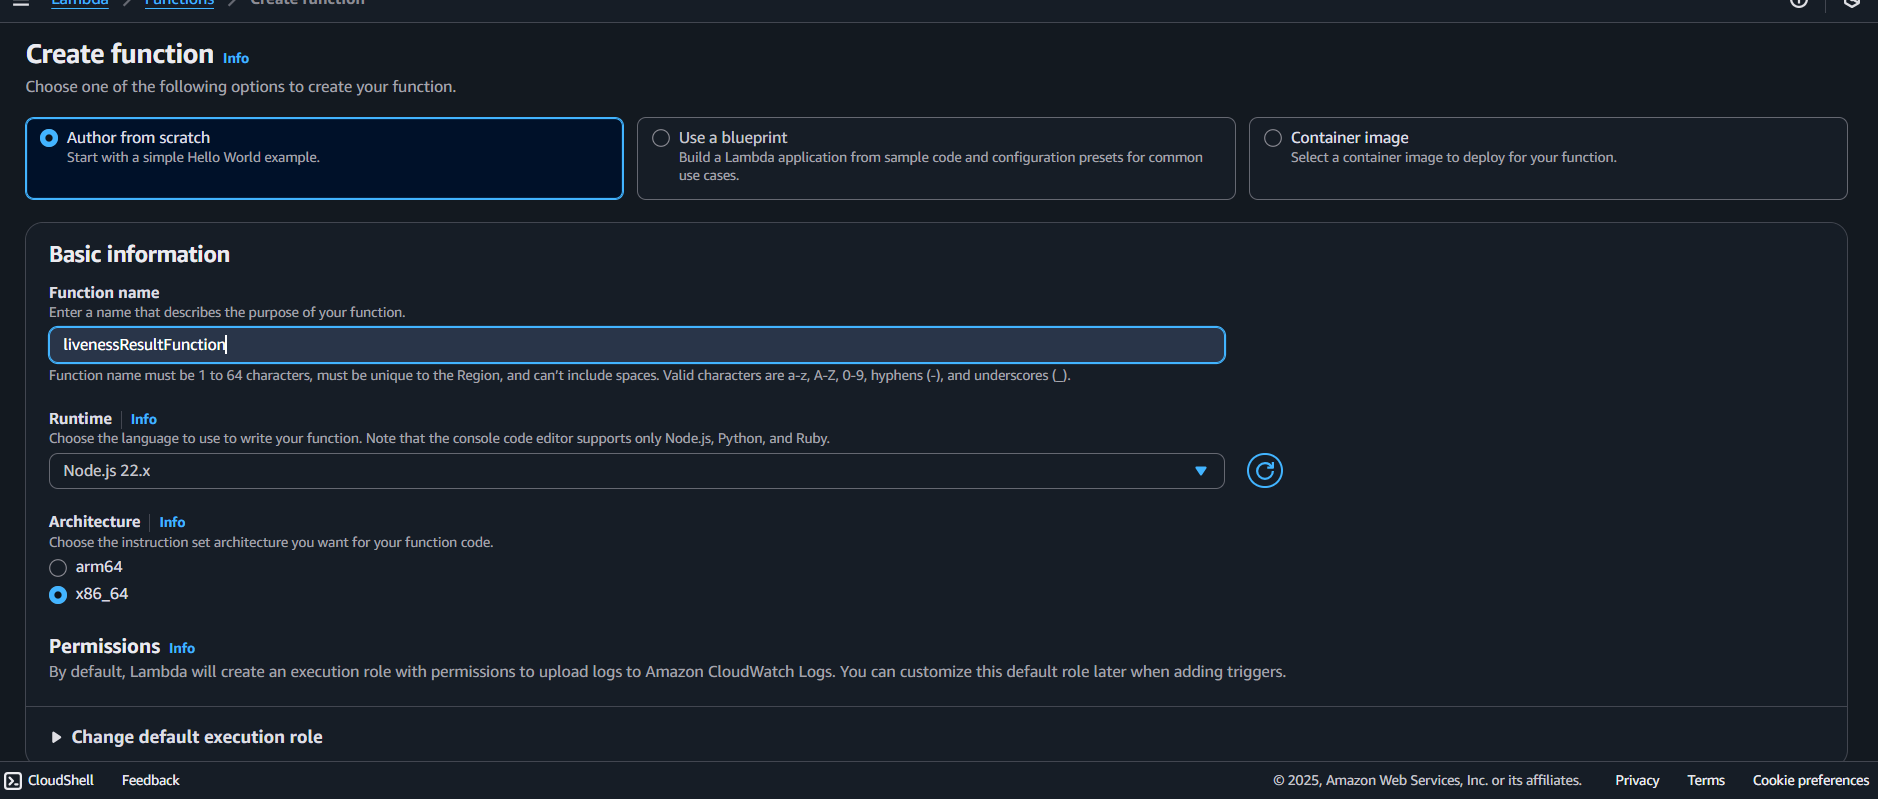 Lambda / Functions / Create function
Create function Info
Choose one of the following options to create your function.
Author from scratch
Start with a simple Hello World example.
Use a blueprint
Build a Lambda application from sample code and configuration presets for common
use cases.
Container image
Select a container image to deploy for your function.
Basic information
Function name
Enter a name that describes the purpose of your function.
livenessResultFunction
Function name must be 1 to 64 characters, must be unique to the Region, and can’t include spaces. Valid characters are a-z, A-Z, 0-9, hyphens (-), and underscores (_).
Runtime | Info
Choose the language to use to write your function. Note that the console code editor supports only Node.js, Python, and Ruby.
Node.js 22.x
Architecture | Info
Choose the instruction set architecture you want for your function code.
arm64
x86_64
Permissions Info
By default, Lambda will create an execution role with permissions to upload logs to Amazon CloudWatch Logs. You can customize this default role later when adding triggers.
Change default execution role
CloudShell Feedback © 2025, Amazon Web Services, Inc. or its affiliates. Privacy Terms Cookie preferences